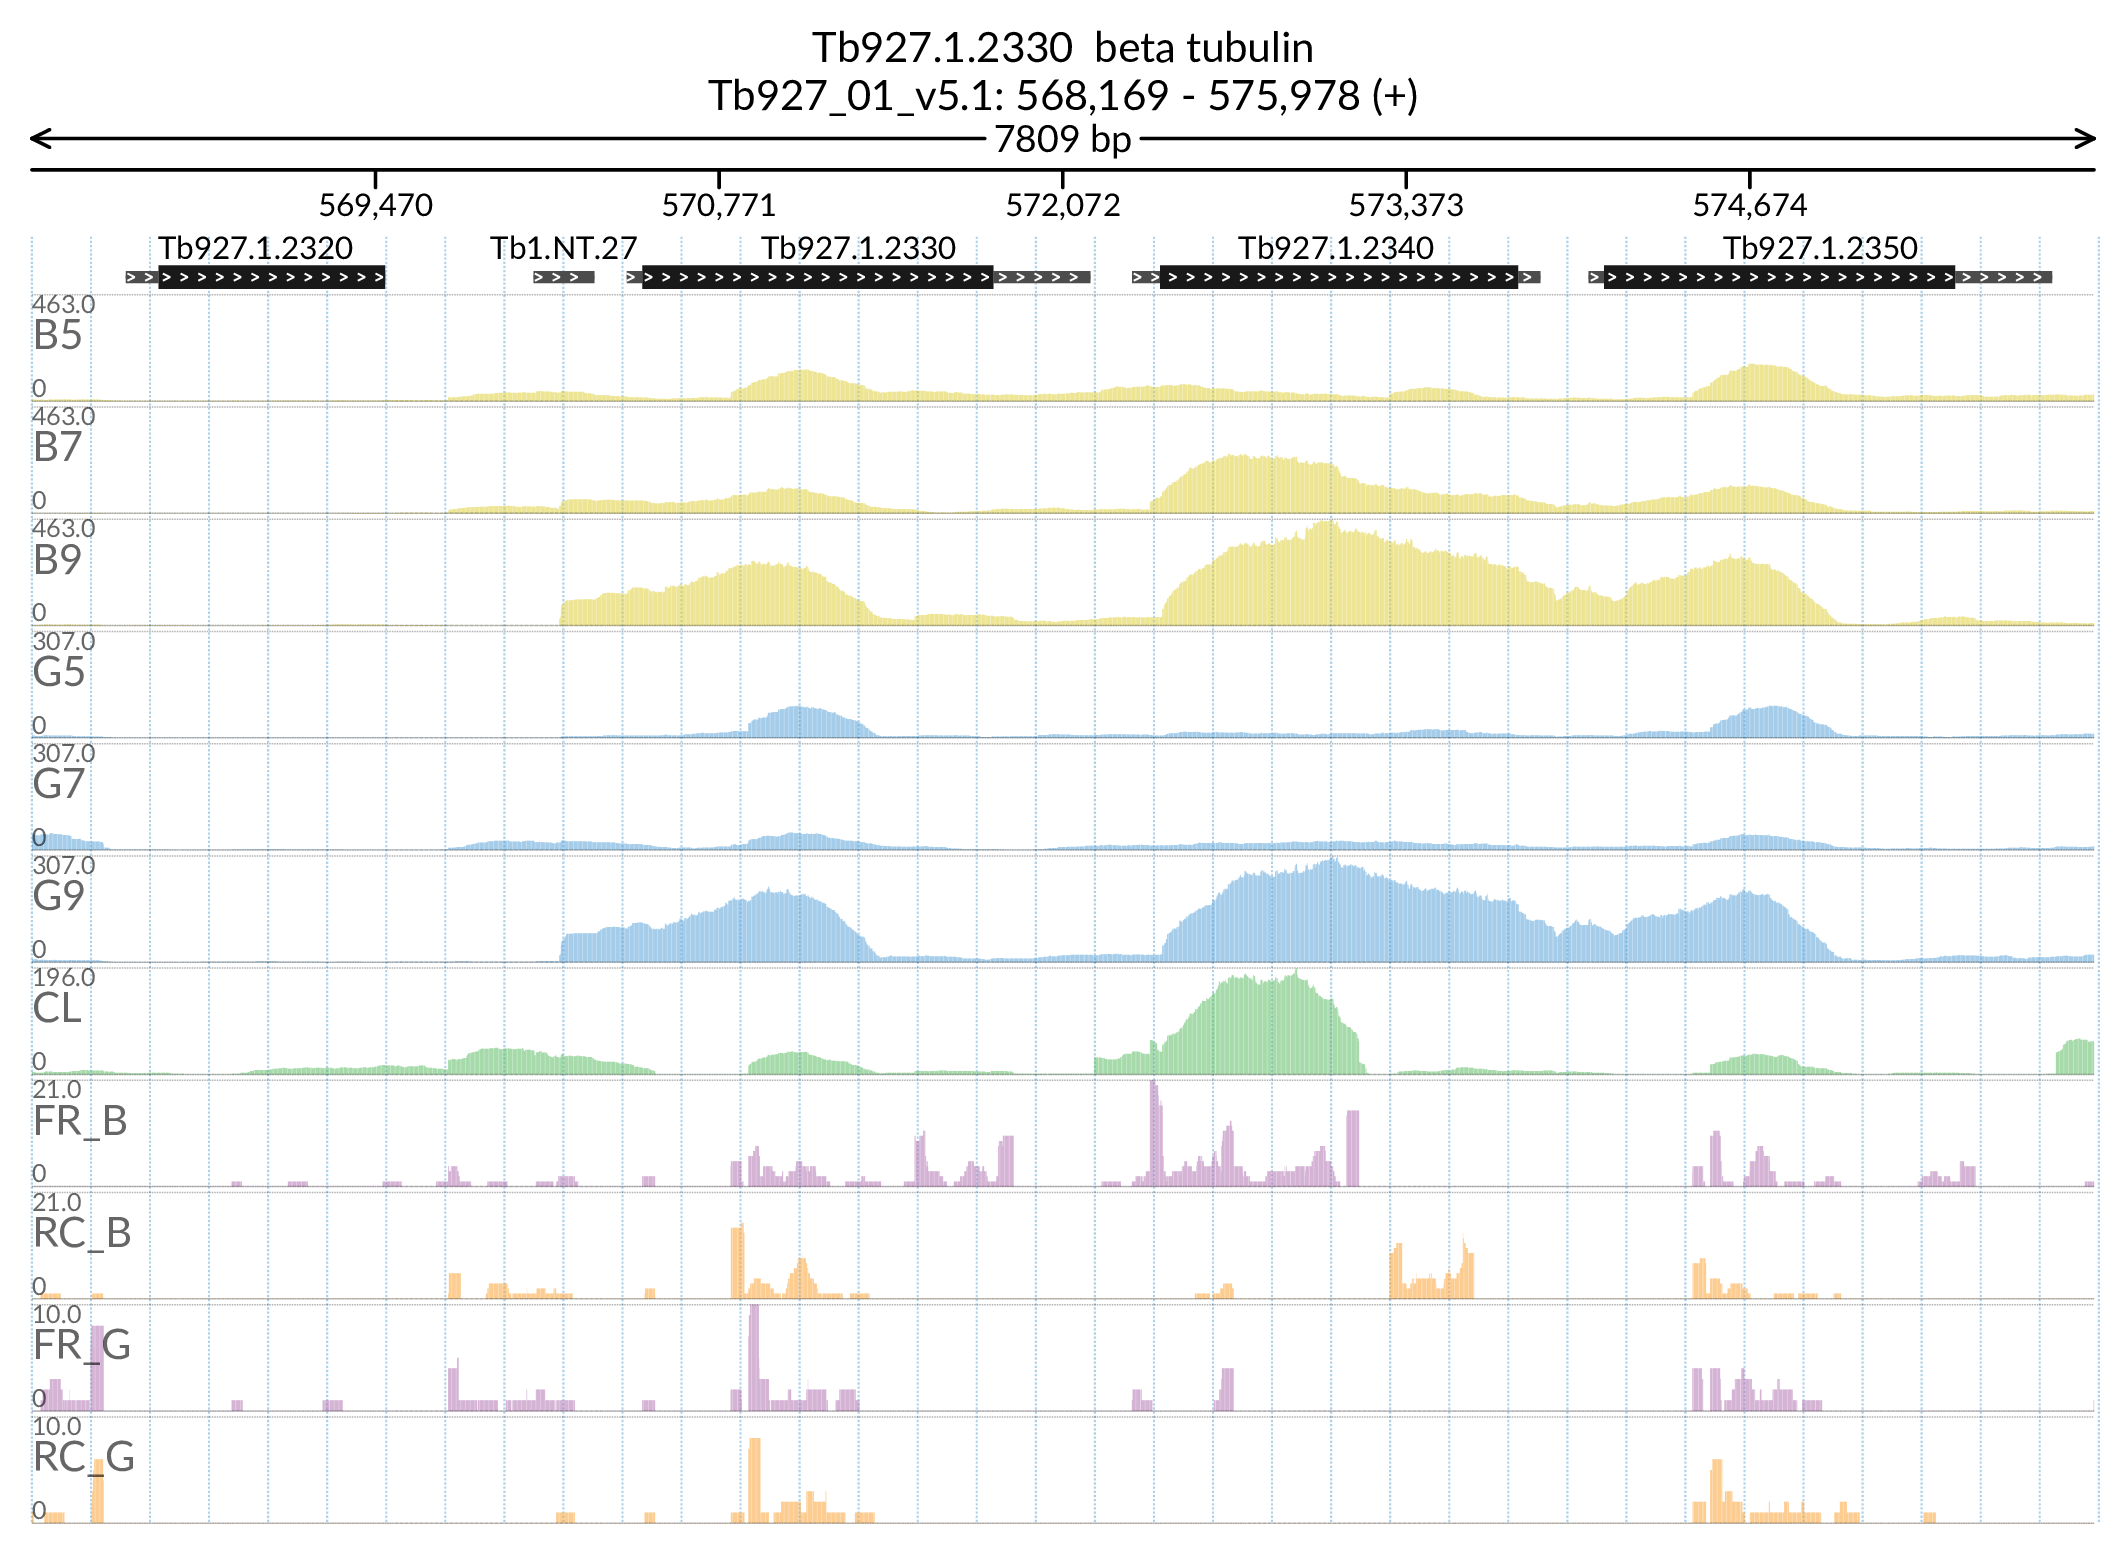 Tb927.1.2330  beta tubulin
Tb927_01_v5.1: 568,169 - 575,978 (+)
7809 bp
569,470 570,771 572,072 573,373 574,674
Tb927.1.2320 Tb1.NT.27 Tb927.1.2330 Tb927.1.2340 Tb927.1.2350
463.0
B5
0
463.0
B7
0
463.0
B9
0
307.0
G5
0
307.0
G7
0
307.0
G9
0
196.0
CL
0
21.0
FR_B
0
21.0
RC_B
0
10.0
FR_G
0
10.0
RC_G
0